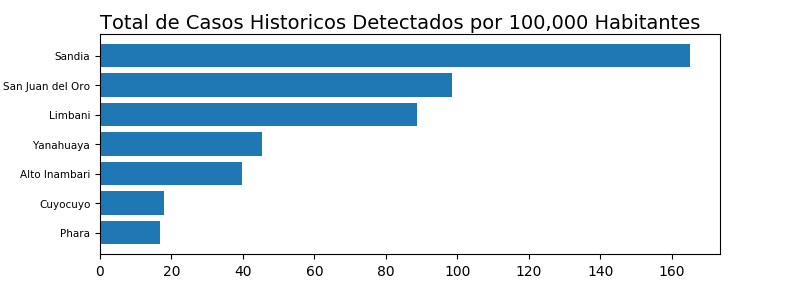 Total de Casos Historicos Detectados por 100,000 Habitantes
Sandia
San Juan del Oro
Limbani
Yanahuaya
Alto Inambari
Cuyocuyo
Phara
0 20 40 60 80 100 120 140 160